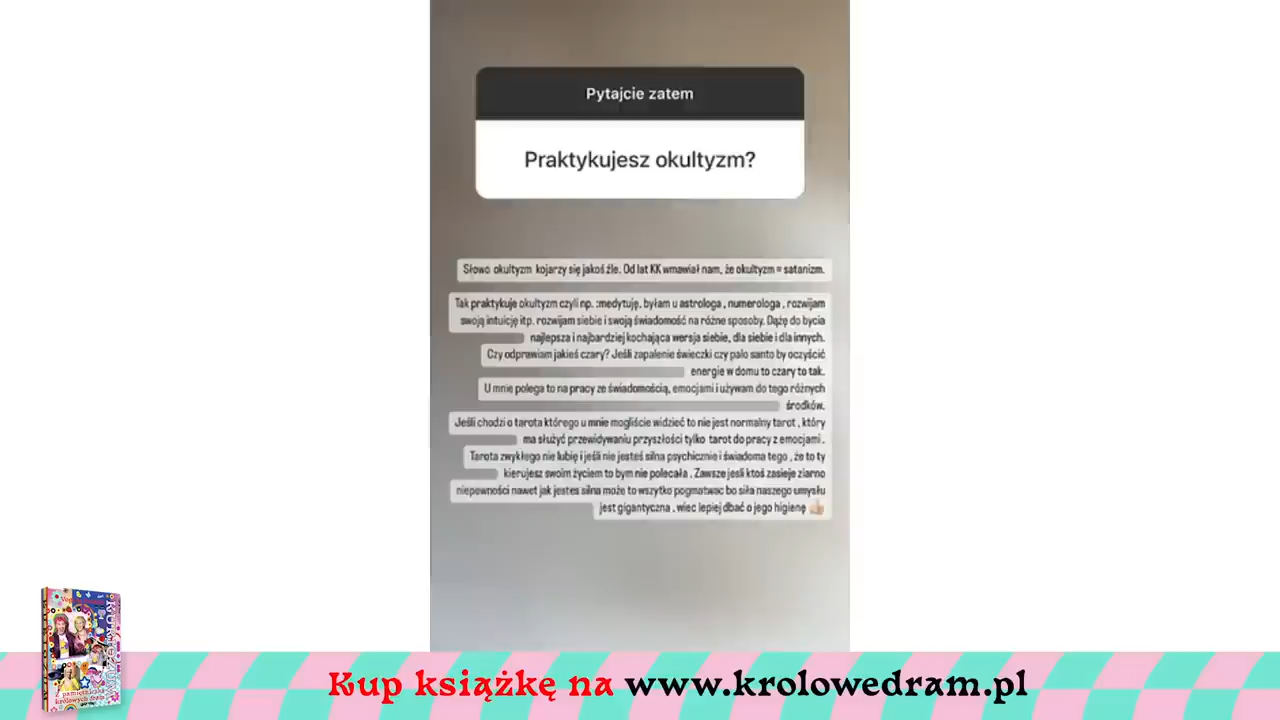 Pytajcie zatem
Praktykujesz okultyzm?
Słowo okultyzm kojarzy się jakoś źle. Od lat KK wmawiał nam, że okultyzm = satanizm.
Tak praktykuje okultyzm czyli np. :medytuję, byłam u astrologa , numerologa , rozwijam
swoją intuicję itp. rozwijam siebie i swoją świadomość na różne sposoby. Dążę do bycia
najlepsza i najbardziej kochająca wersja siebie, dla siebie i dla innych.
Czy odprawiam jakieś czary? Jeśli zapalenie świeczki czy palo santo by oczyścić
energie w domu to czary to tak.
U mnie polega to na pracy ze świadomością, emocjami i używam do tego różnych
środków.
Jeśli chodzi o tarota którego u mnie mogliście widzieć to nie jest normalny tarot , który
ma służyć przewidywaniu przyszłości tylko tarot do pracy z emocjami .
Tarota zwykłego nie lubię i jeśli nie jesteś silna psychicznie i świadoma tego , że to ty
kierujesz swoim życiem to bym nie polecała . Zawsze jesli ktoś zasieje ziarno
niepewności nawet jak jestes silna może to wszytko pogmatwac bo siła naszego umysłu
jest gigantyczna , wiec lepiej dbać o jego higienę 👍🏻
Z pamiętnika
królowych dram
Kup książkę na www.krolowedram.pl